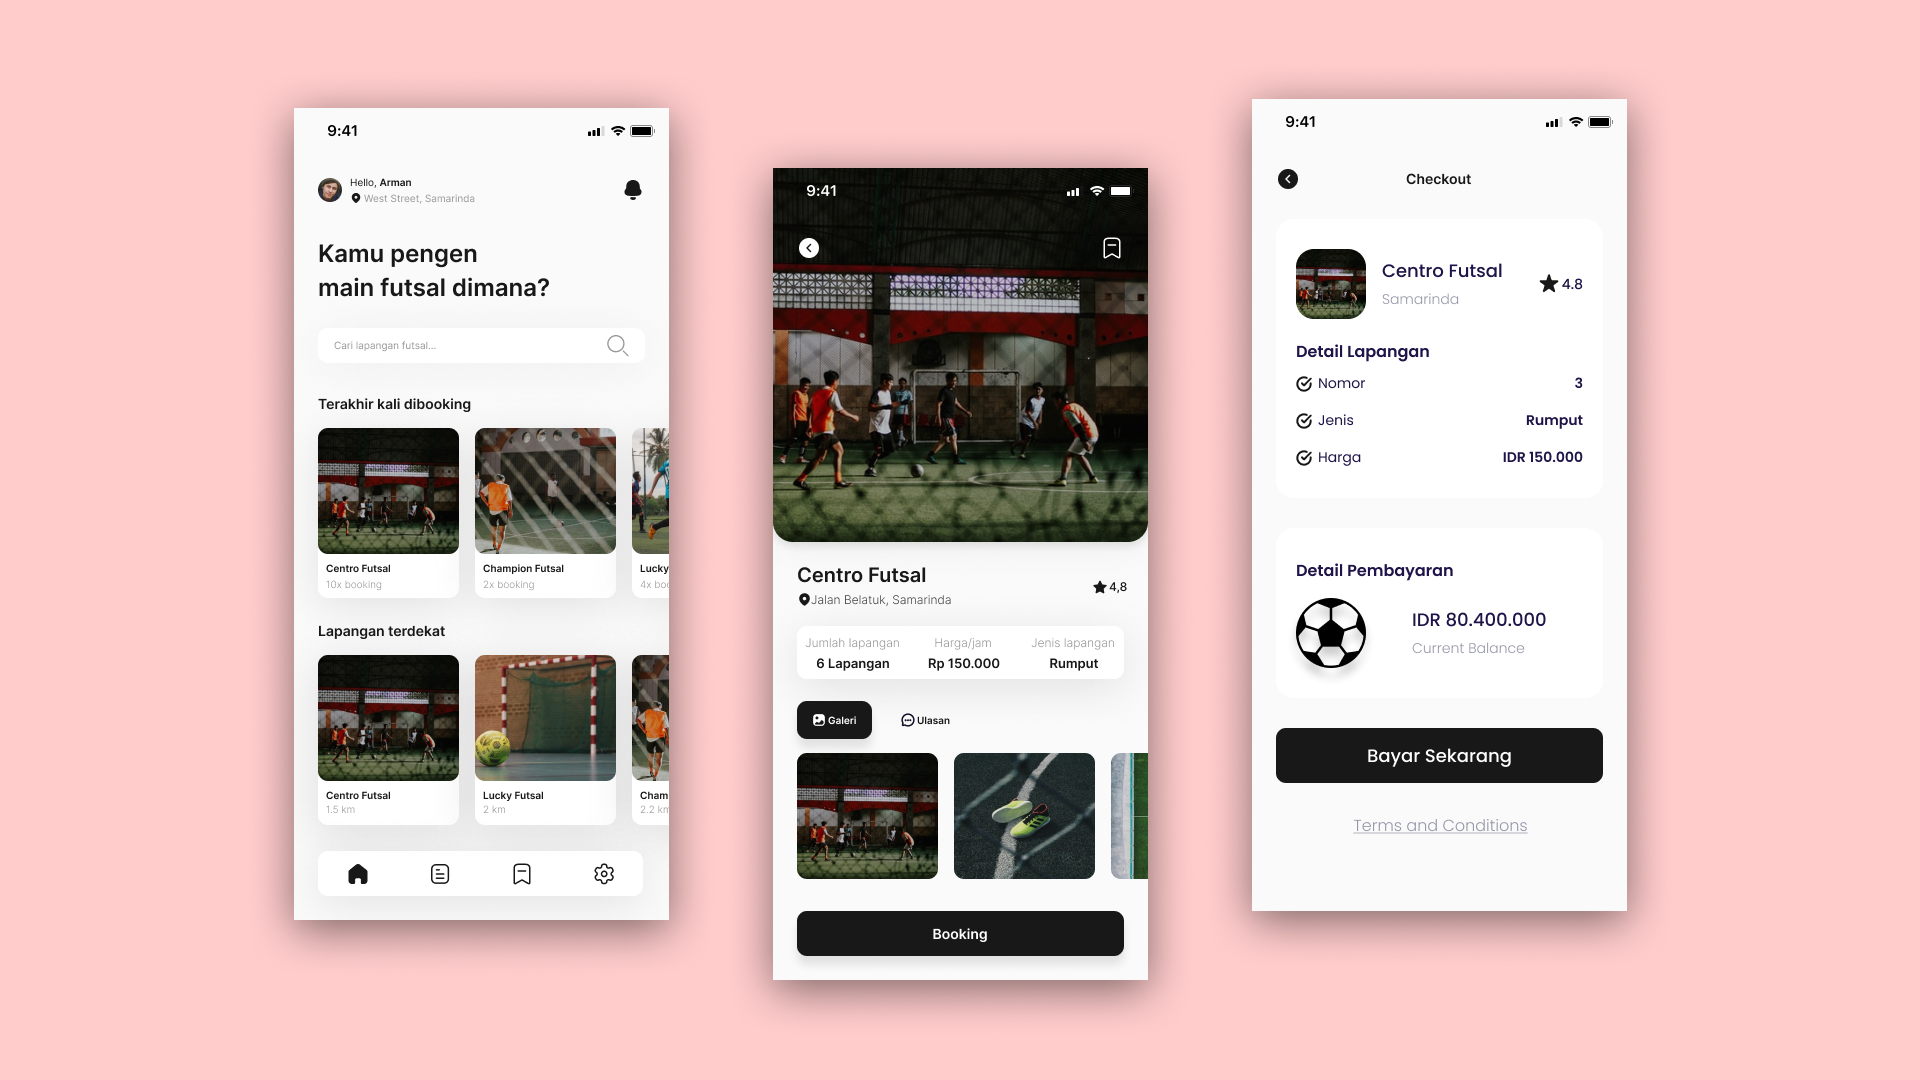 9:41
Hello, Arman
West Street, Samarinda
Kamu pengen
main futsal dimana?
Cari lapangan futsal...
Terakhir kali dibooking
Centro Futsal
10x booking
Champion Futsal
2x booking
Lucky
4x boo
Lapangan terdekat
Centro Futsal
1.5 km
Lucky Futsal
2 km
Cham
2.2 km
9:41
Centro Futsal
Jalan Belatuk, Samarinda
4,8
Jumlah lapangan Harga/jam Jenis lapangan
6 Lapangan Rp 150.000 Rumput
Galeri Ulasan
Booking
9:41
Checkout
Centro Futsal
Samarinda
4.8
Detail Lapangan
Nomor 3
Jenis Rumput
Harga IDR 150.000
Detail Pembayaran
IDR 80.400.000
Current Balance
Bayar Sekarang
Terms and Conditions